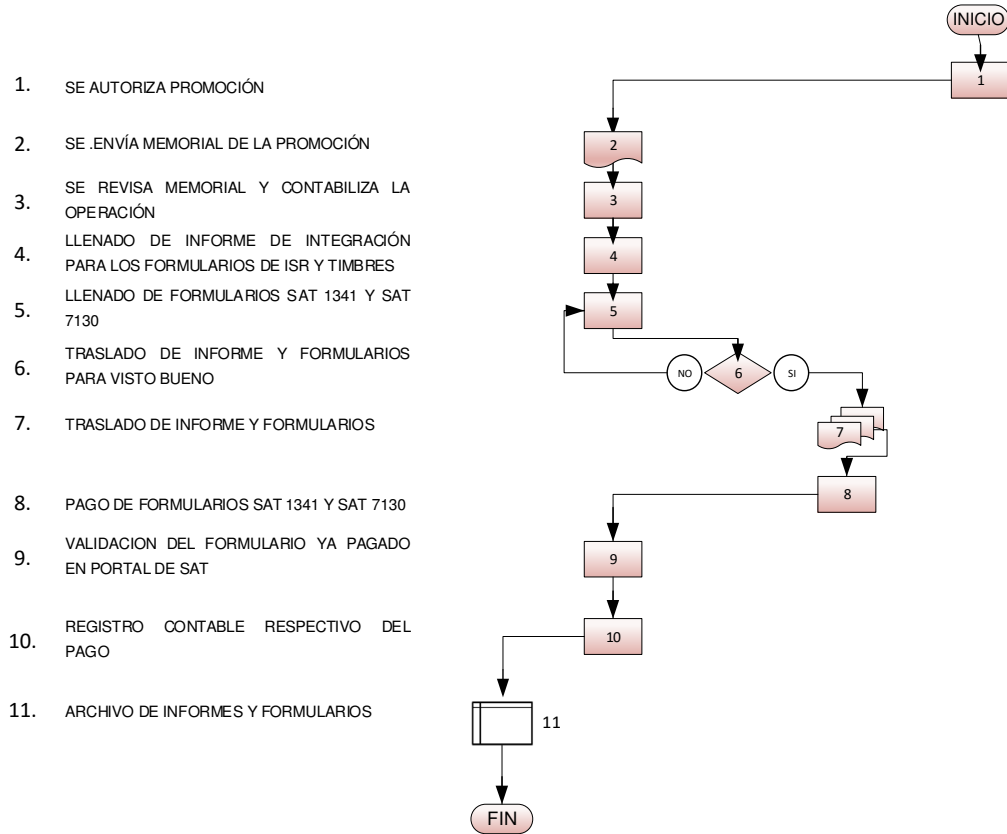 INICIO
1. SE AUTORIZA PROMOCIÓN
2. SE .ENVÍA MEMORIAL DE LA PROMOCIÓN
3. SE REVISA MEMORIAL Y CONTABILIZA LA
OPERACIÓN
4. LLENADO DE INFORME DE INTEGRACIÓN
PARA LOS FORMULARIOS DE ISR Y TIMBRES
5. LLENADO DE FORMULARIOS SAT 1341 Y SAT
7130
6. TRASLADO DE INFORME Y FORMULARIOS
PARA VISTO BUENO
7. TRASLADO DE INFORME Y FORMULARIOS
8. PAGO DE FORMULARIOS SAT 1341 Y SAT 7130
9. VALIDACION DEL FORMULARIO YA PAGADO
EN PORTAL DE SAT
10. REGISTRO CONTABLE RESPECTIVO DEL
PAGO
11. ARCHIVO DE INFORMES Y FORMULARIOS
1
2
3
4
5
NO
6
SI
7
8
9
10
11
FIN